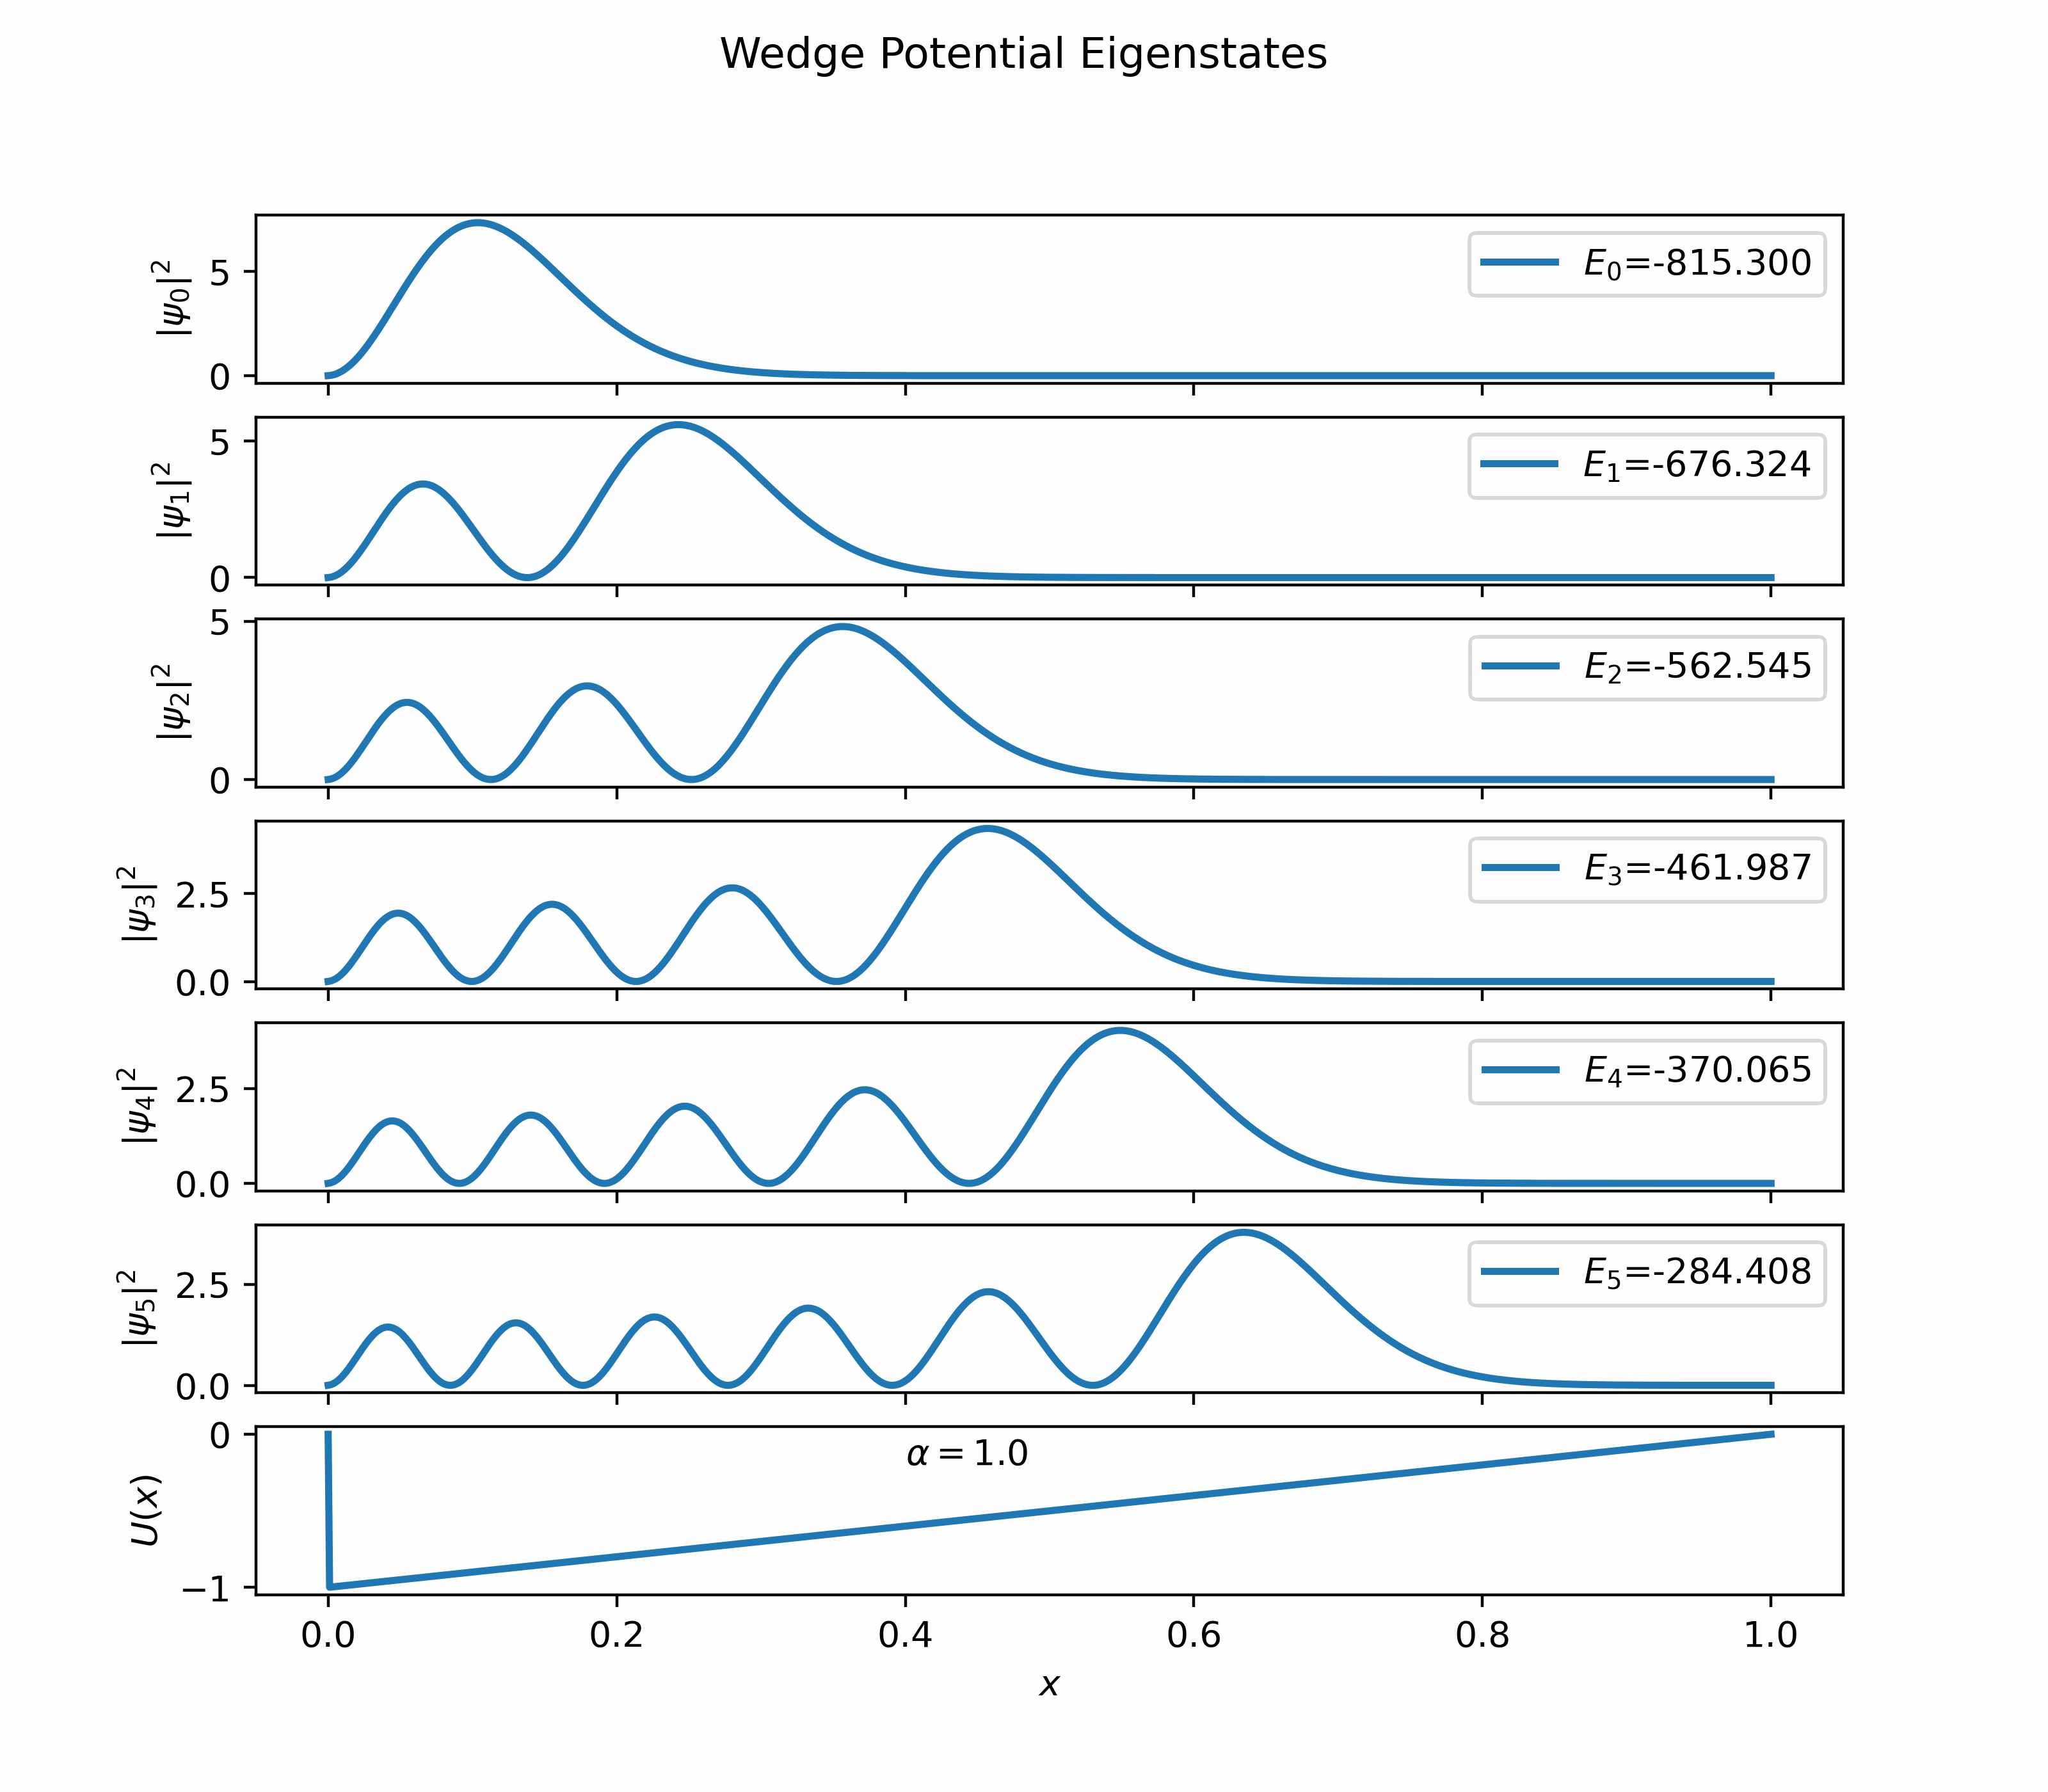 Wedge Potential Eigenstates
|ψ₀|²
5
0
E₀=-815.300
|ψ₁|²
5
0
E₁=-676.324
|ψ₂|²
5
0
E₂=-562.545
|ψ₃|²
2.5
0.0
E₃=-461.987
|ψ₄|²
2.5
0.0
E₄=-370.065
|ψ₅|²
2.5
0.0
E₅=-284.408
U(x)
0
−1
α = 1.0
0.0 0.2 0.4 0.6 0.8 1.0
x